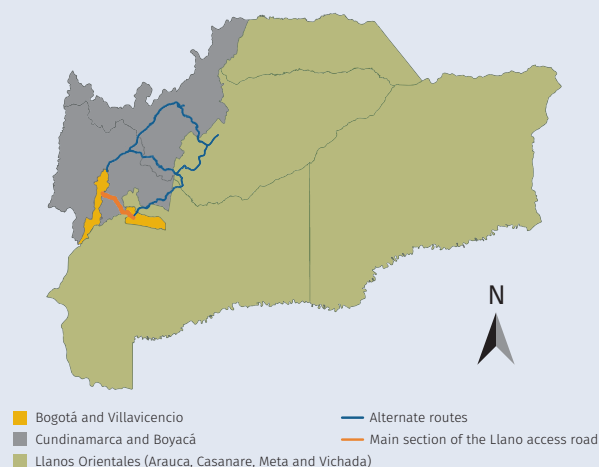 N
Bogotá and Villavicencio
Cundinamarca and Boyacá
Llanos Orientales (Arauca, Casanare, Meta and Vichada)
Alternate routes
Main section of the Llano access road